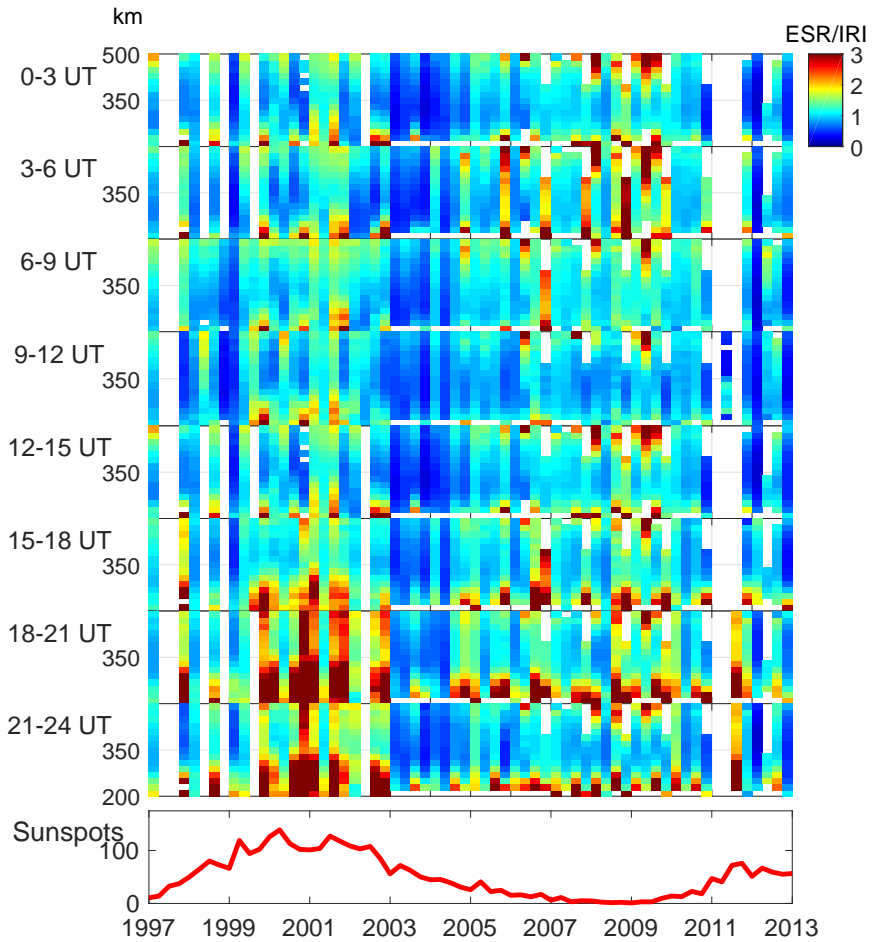 km
ESR/IRI
500
3
0-3 UT
2
350
1
0
3-6 UT
350
6-9 UT
350
9-12 UT
350
12-15 UT
350
15-18 UT
350
18-21 UT
350
21-24 UT
350
200
Sunspots
100
0
1997 1999 2001 2003 2005 2007 2009 2011 2013